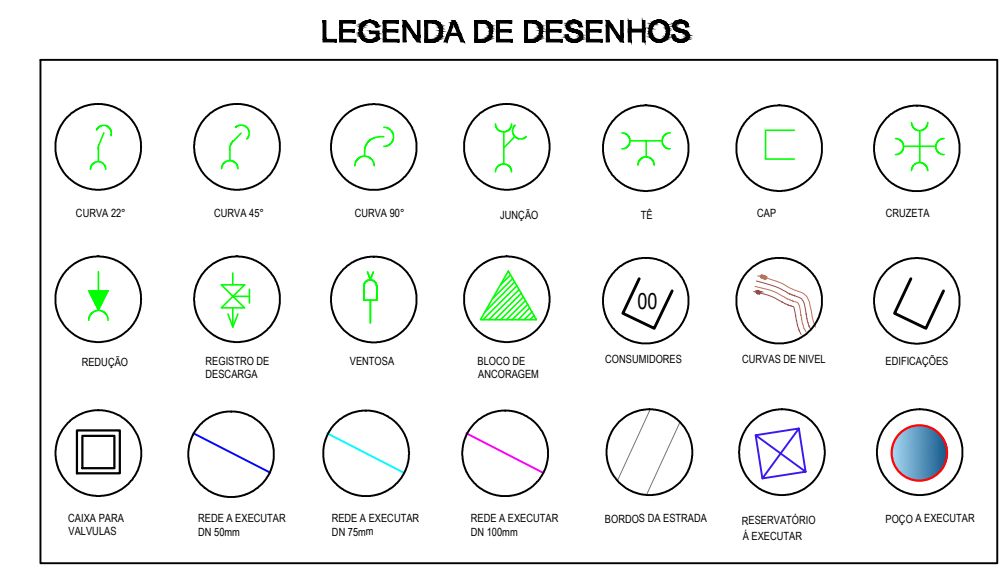 LEGENDA DE DESENHOS
CURVA 22°
CURVA 45°
CURVA 90°
JUNÇÃO
TÊ
CAP
CRUZETA
00
REDUÇÃO
REGISTRO DE
DESCARGA
VENTOSA
BLOCO DE
ANCORAGEM
CONSUMIDORES
CURVAS DE NIVEL
EDIFICAÇÕES
CAIXA PARA
VALVULAS
REDE A EXECUTAR
DN 50mm
REDE A EXECUTAR
DN 75mm
REDE A EXECUTAR
DN 100mm
BORDOS DA ESTRADA
RESERVATÓRIO
Á EXECUTAR
POÇO A EXECUTAR